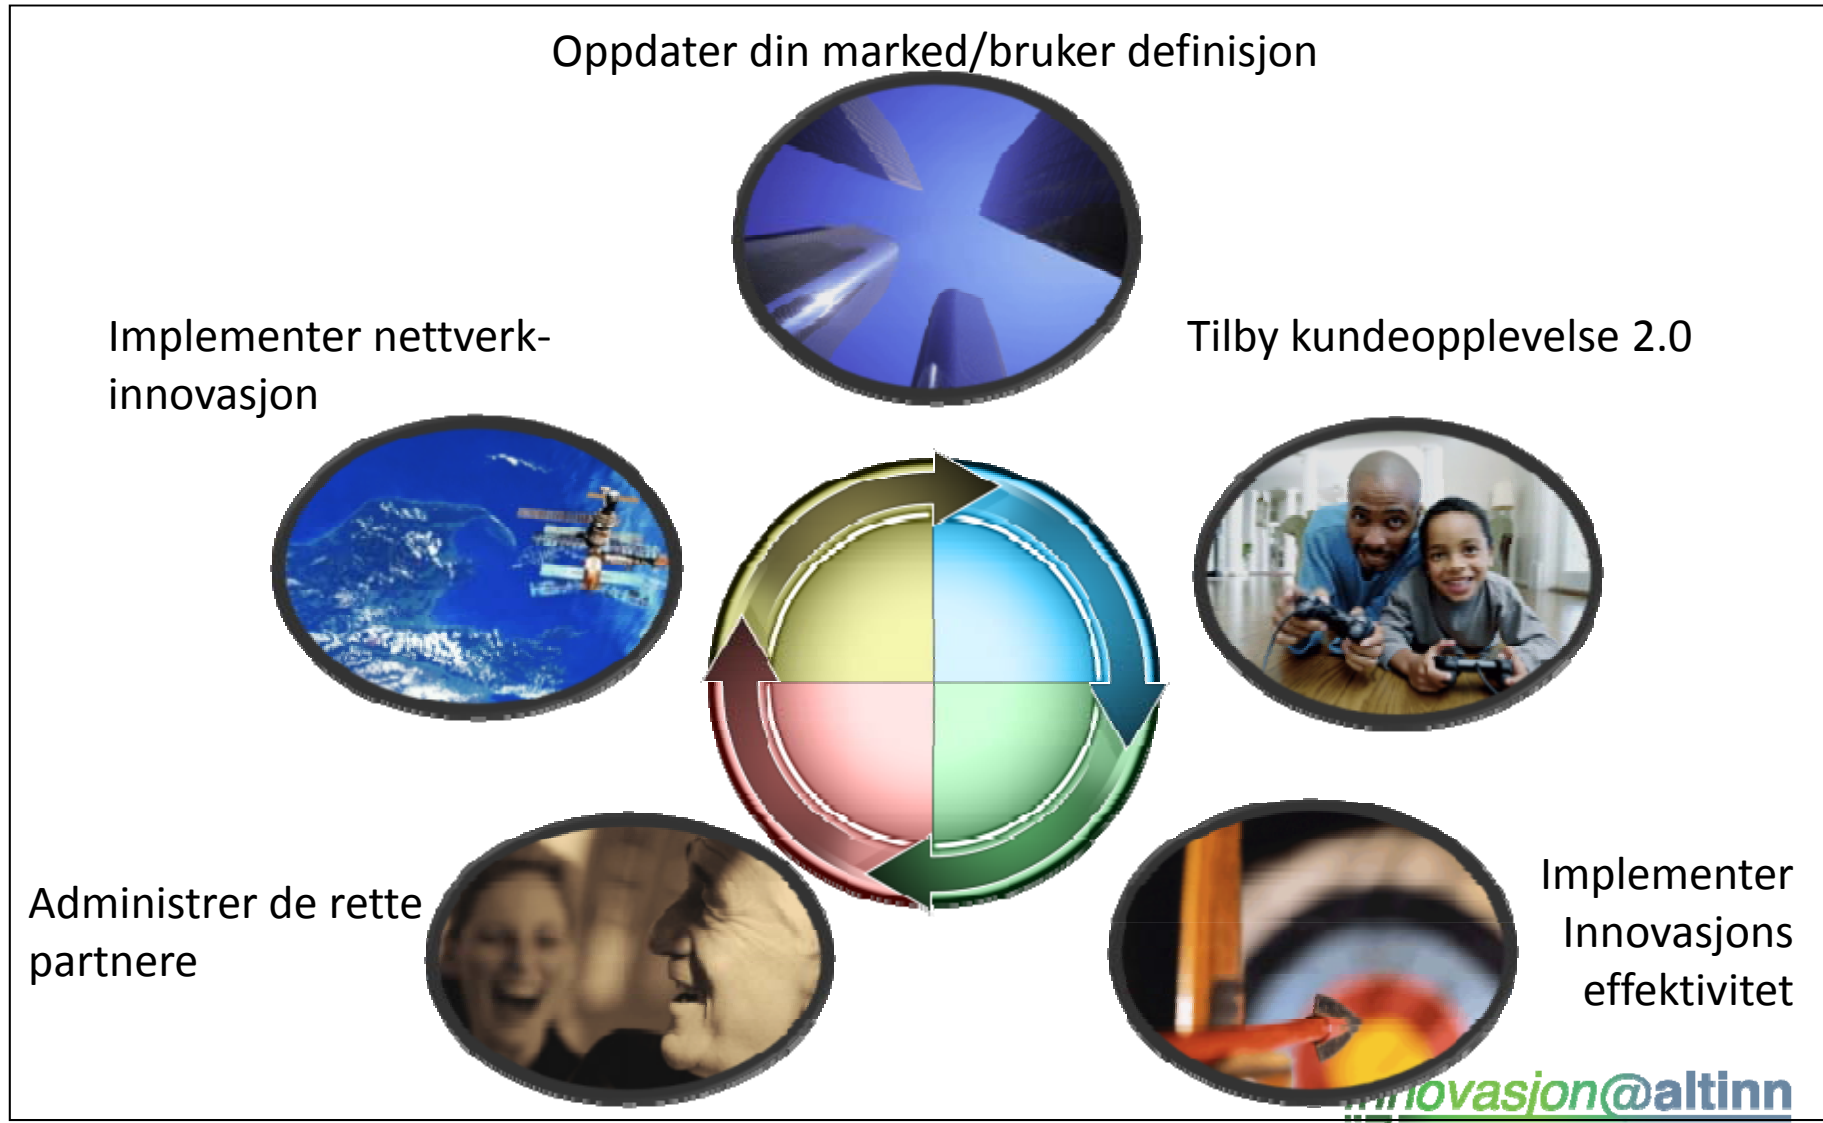 Oppdater din marked/bruker definisjon
Implementer nettverk-
innovasjon
Tilby kundeopplevelse 2.0
Administrer de rette
partnere
Implementer
Innovasjons
effektivitet
innovasjon@altinn